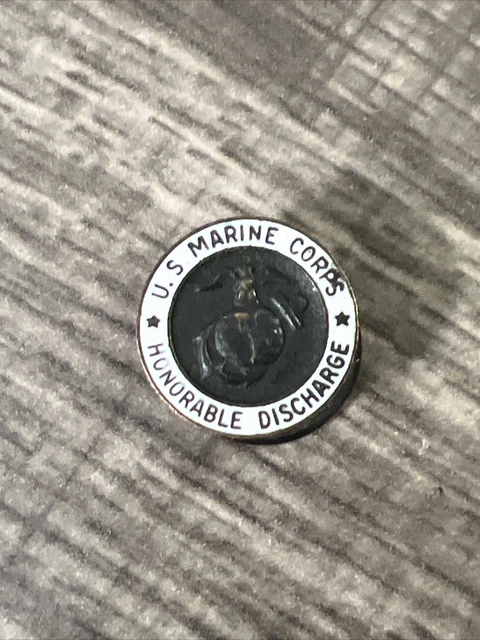 U.S MARINE CORPS
HONORABLE DISCHARGE